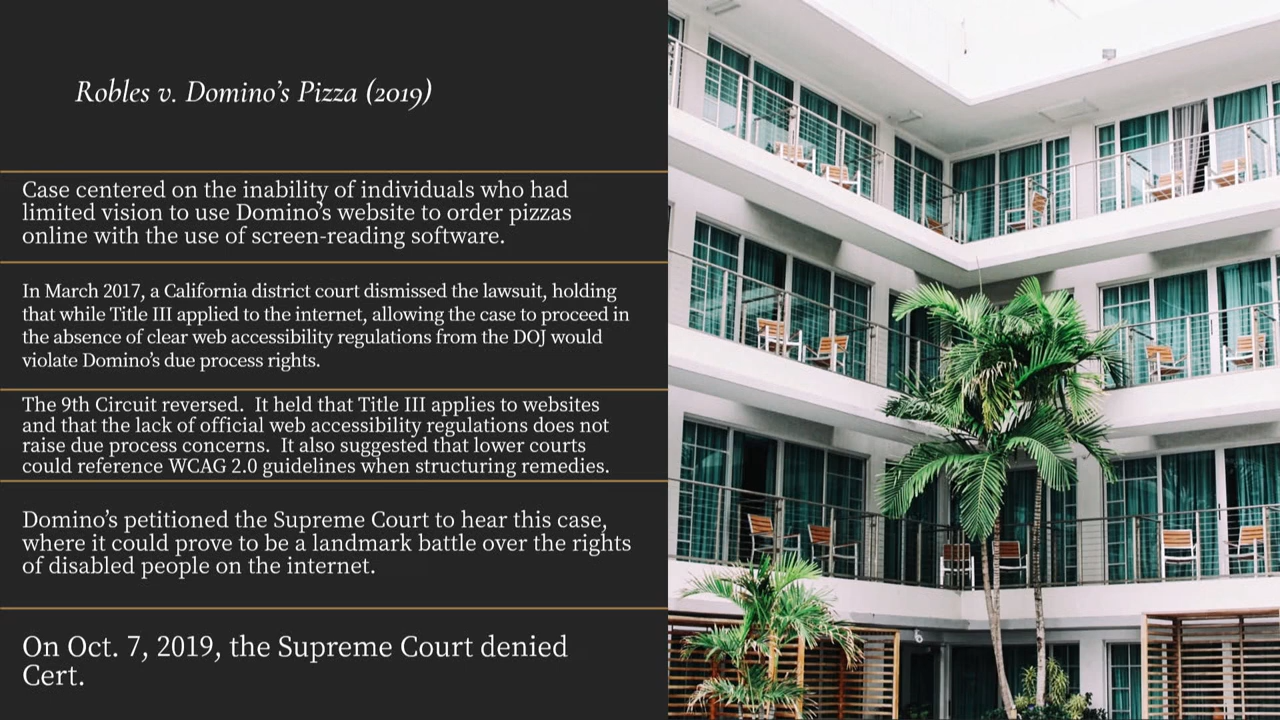 Robles v. Domino’s Pizza (2019)
Case centered on the inability of individuals who had
limited vision to use Domino’s website to order pizzas
online with the use of screen-reading software.
In March 2017, a California district court dismissed the lawsuit, holding
that while Title III applied to the internet, allowing the case to proceed in
the absence of clear web accessibility regulations from the DOJ would
violate Domino’s due process rights.
The 9th Circuit reversed.  It held that Title III applies to websites
and that the lack of official web accessibility regulations does not
raise due process concerns.  It also suggested that lower courts
could reference WCAG 2.0 guidelines when structuring remedies.
Domino’s petitioned the Supreme Court to hear this case,
where it could prove to be a landmark battle over the rights
of disabled people on the internet.
On Oct. 7, 2019, the Supreme Court denied
Cert.